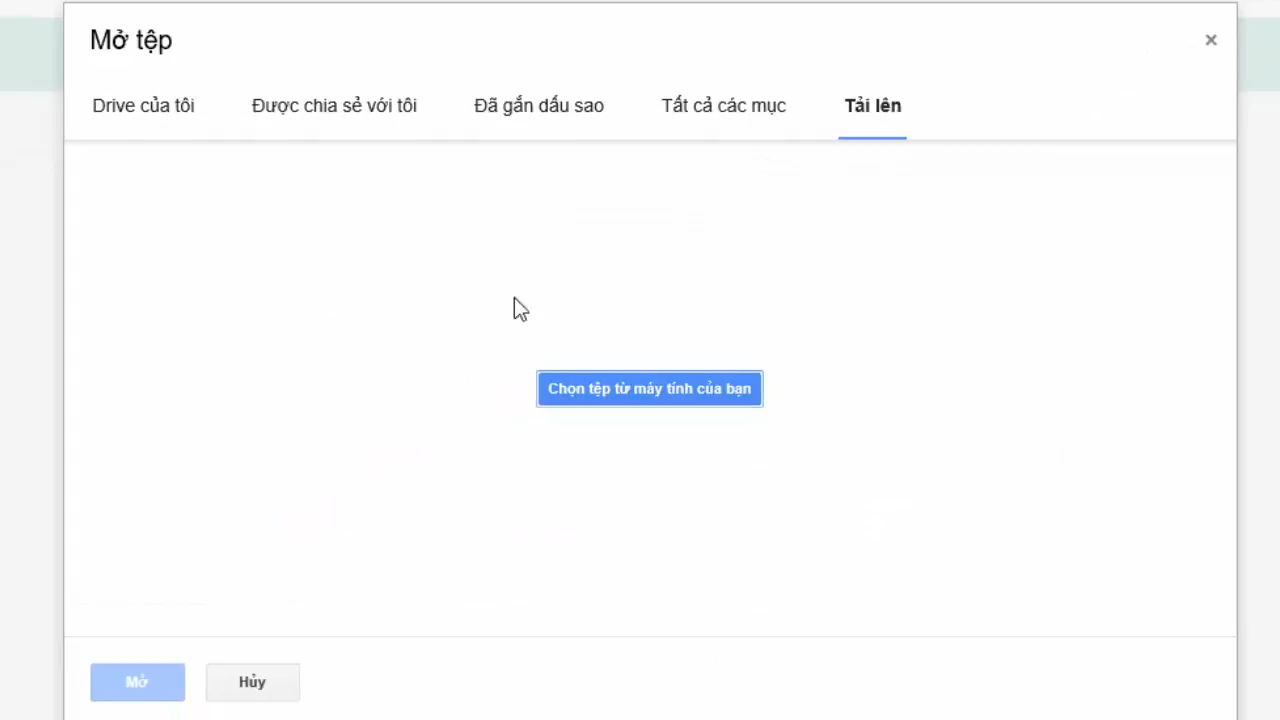 Mở tệp
Drive của tôi Được chia sẻ với tôi Đã gắn dấu sao Tất cả các mục Tải lên
Chọn tệp từ máy tính của bạn
Mở Hủy